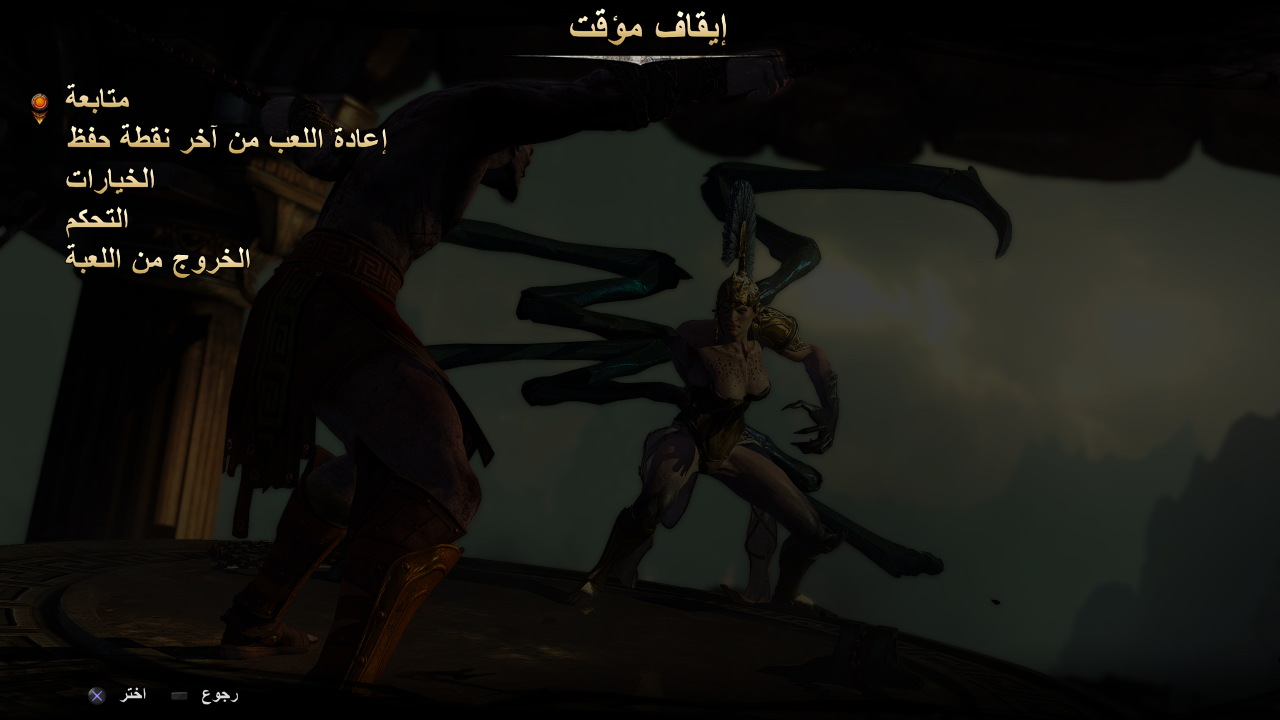 إيقاف مؤقت
متابعة
إعادة اللعب من آخر نقطة حفظ
الخيارات
التحكم
الخروج من اللعبة
اختر
رجوع